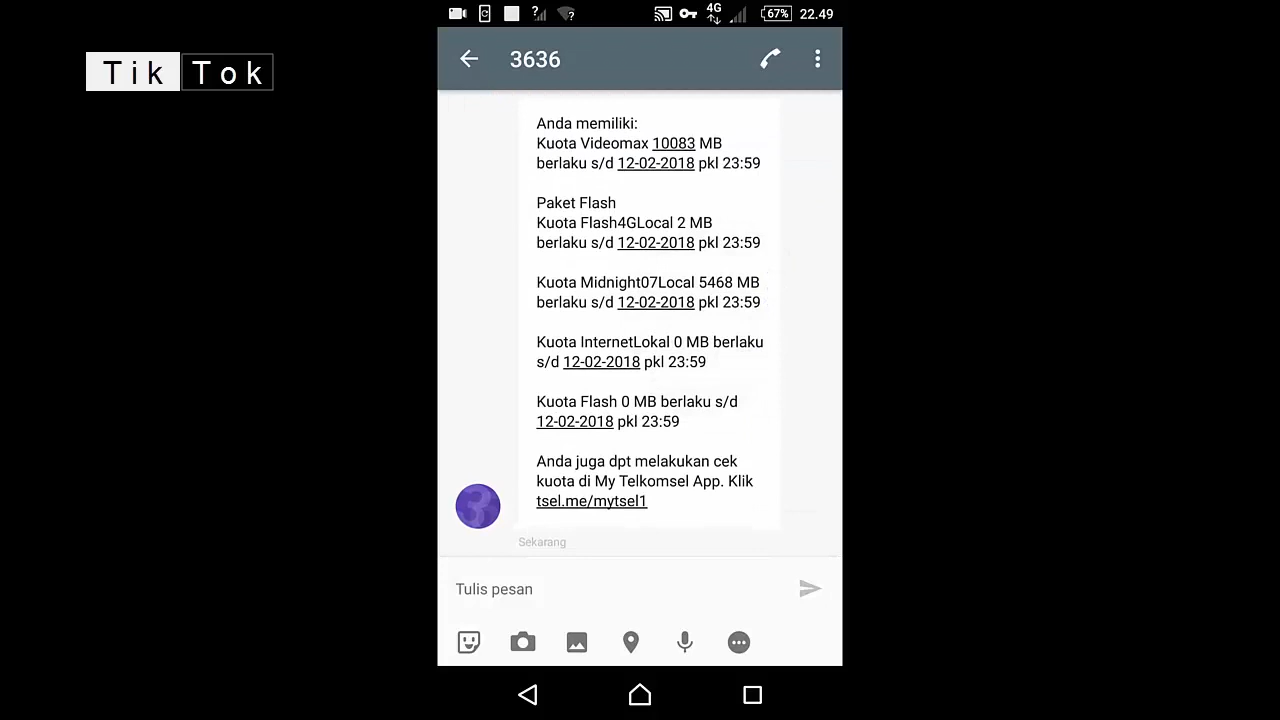 4G
67%
22.49
Tik Tok
3636
Anda memiliki:
Kuota Videomax 10083 MB
berlaku s/d 12-02-2018 pkl 23:59
Paket Flash
Kuota Flash4GLocal 2 MB
berlaku s/d 12-02-2018 pkl 23:59
Kuota Midnight07Local 5468 MB
berlaku s/d 12-02-2018 pkl 23:59
Kuota InternetLokal 0 MB berlaku
s/d 12-02-2018 pkl 23:59
Kuota Flash 0 MB berlaku s/d
12-02-2018 pkl 23:59
Anda juga dpt melakukan cek
kuota di My Telkomsel App. Klik
tsel.me/mytsel1
3
Sekarang
Tulis pesan